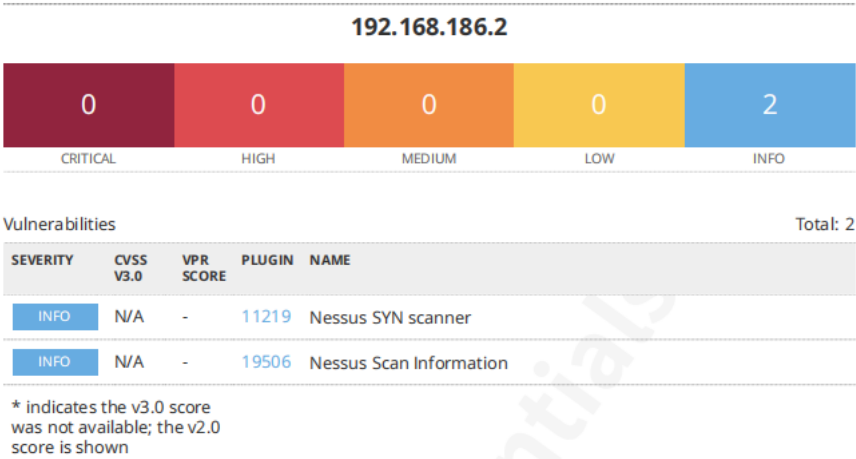 192.168.186.2
0 0 0 0 2
CRITICAL HIGH MEDIUM LOW INFO
Vulnerabilities Total: 2
SEVERITY CVSS V3.0 VPR SCORE PLUGIN NAME
INFO N/A - 11219 Nessus SYN scanner
INFO N/A - 19506 Nessus Scan Information
* indicates the v3.0 score
was not available; the v2.0
score is shown